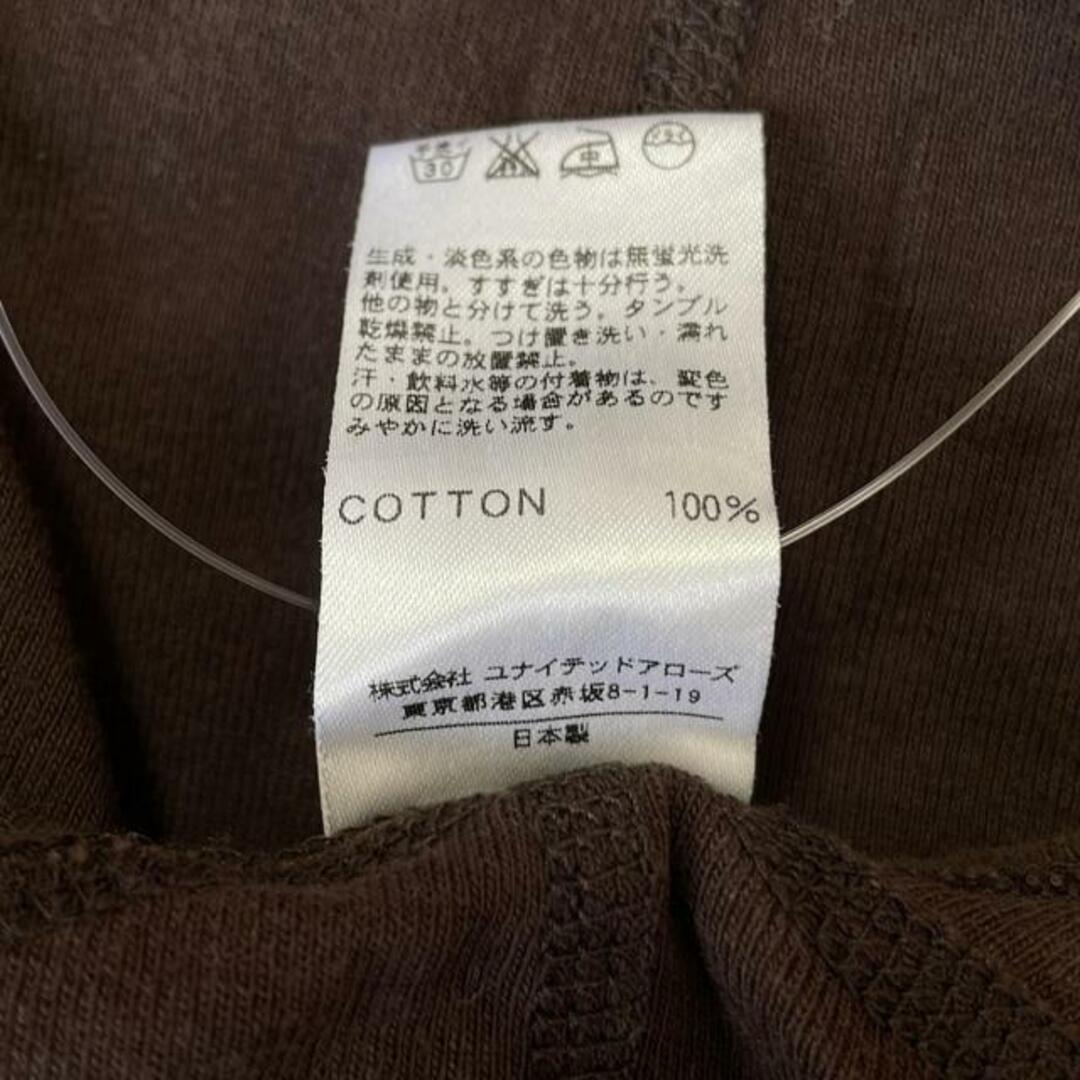 手洗イ
30
中
ドライ
生成・淡色系の色物は無蛍光洗
剤使用。すすぎは十分行う。
他の物と分けて洗う。タンブル
乾燥禁止。つけ置き洗い・濡れ
たままの放置禁止。
汗・飲料水等の付着物は、変色
の原因となる場合があるのです
みやかに洗い流す。
COTTON 100%
株式会社 ユナイテッドアローズ
東京都港区赤坂8-1-19
日本製